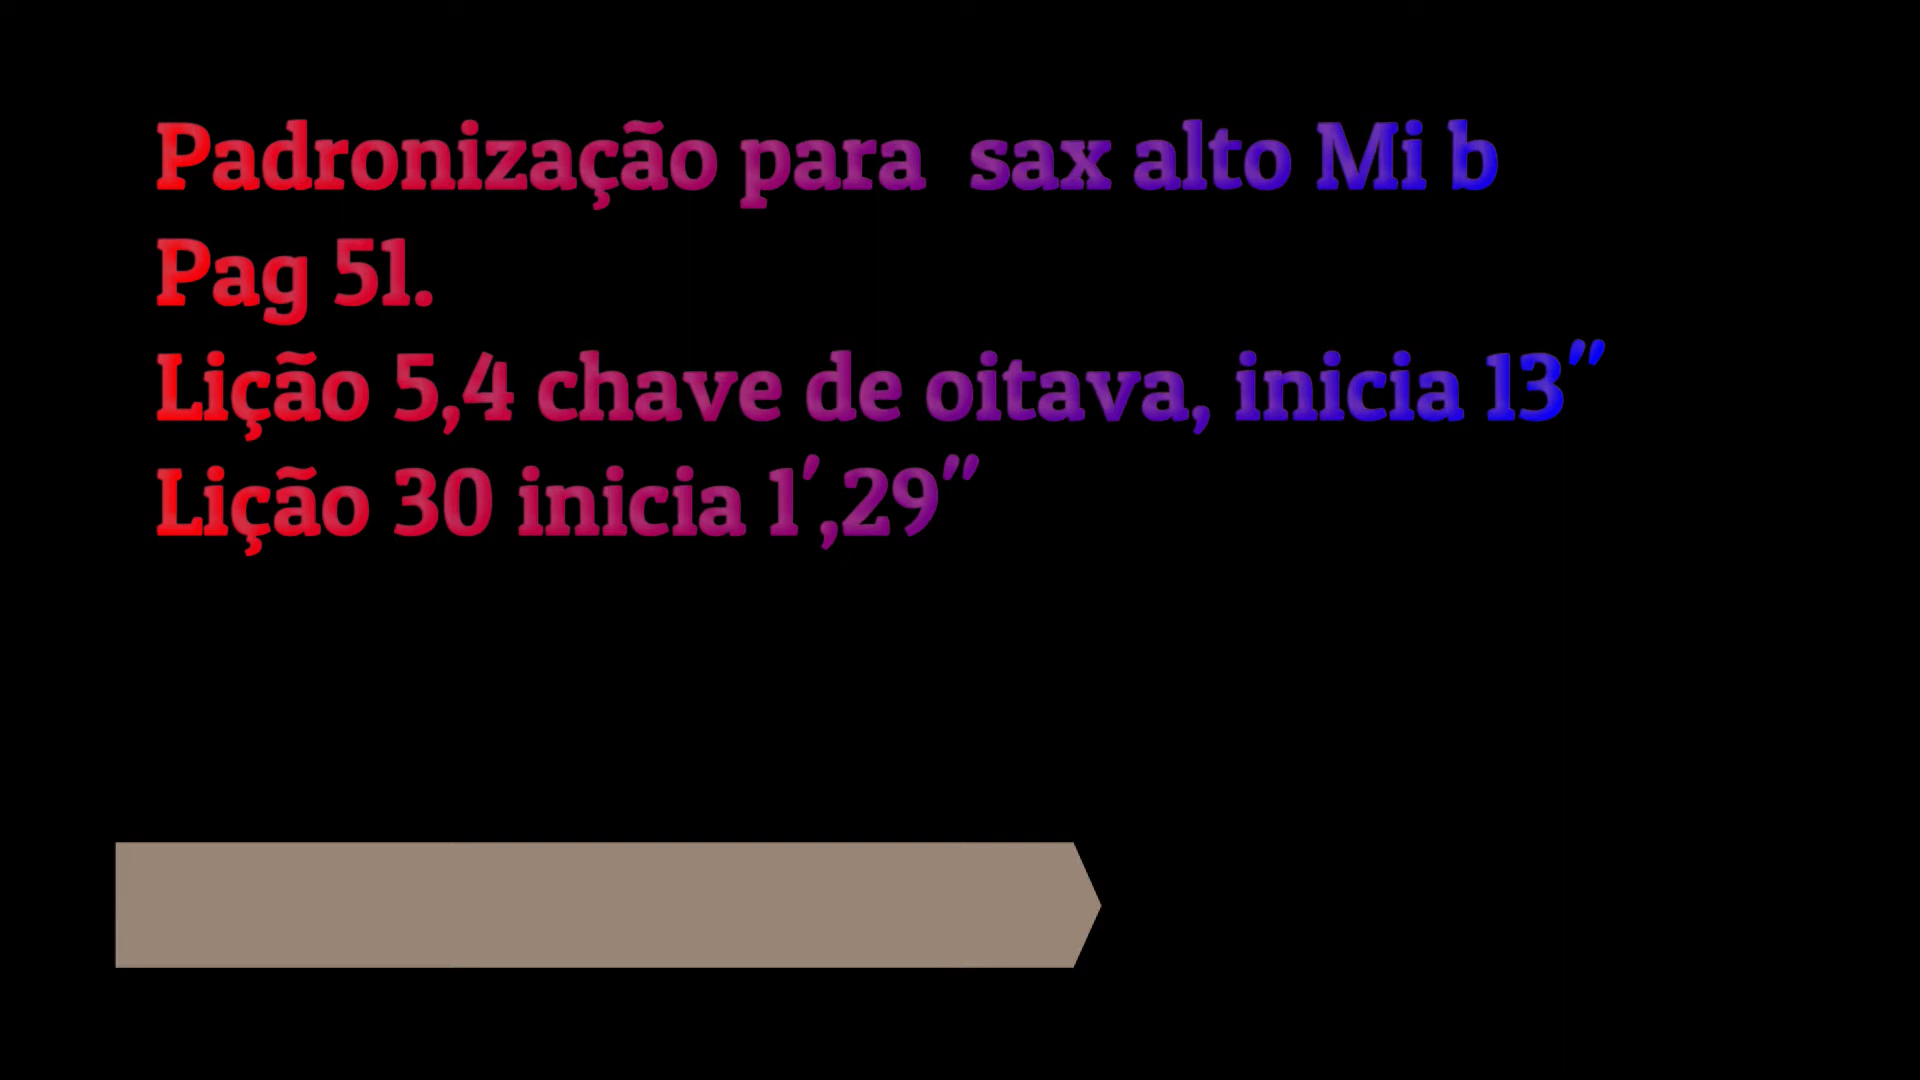 Padronização para  sax alto Mi b
Pag 51.
Lição 5,4 chave de oitava, inicia 13"
Lição 30 inicia 1',29"